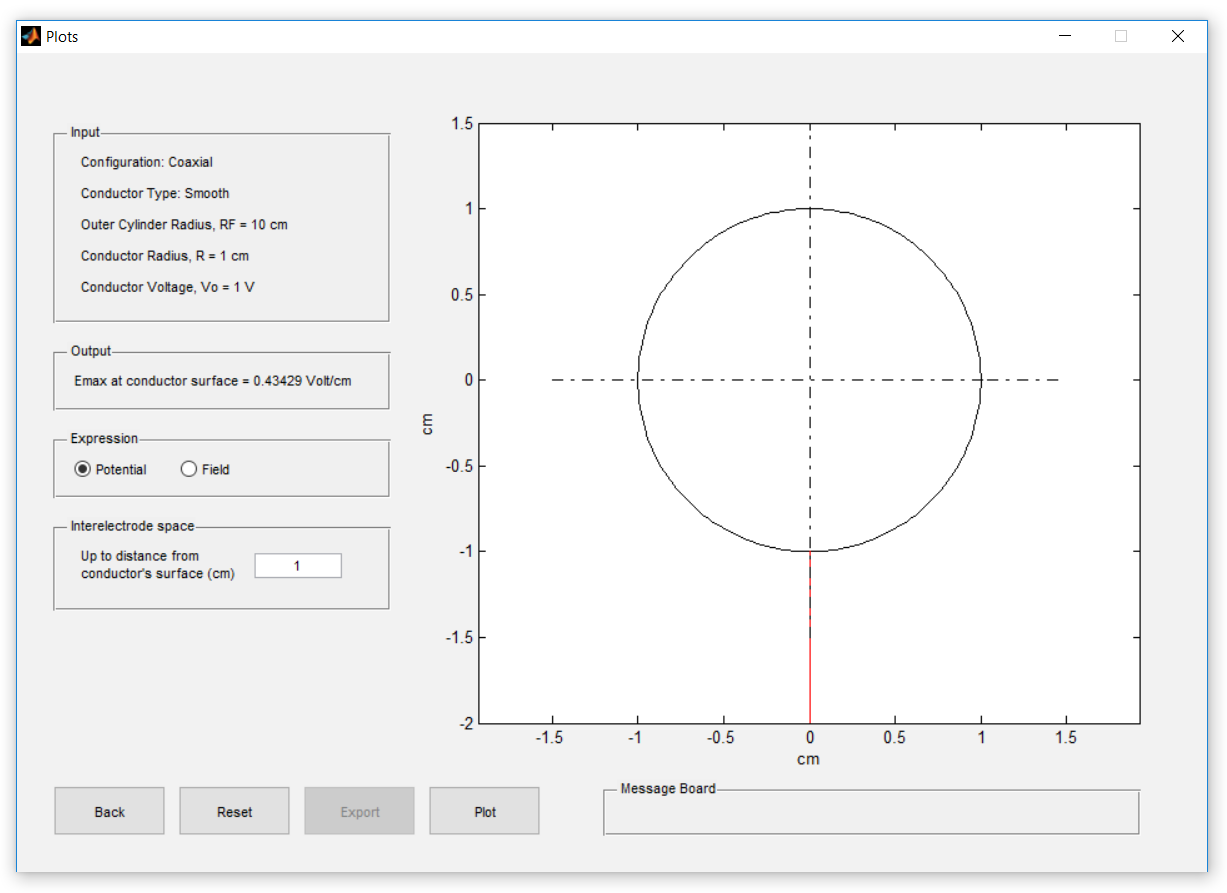 Plots
Input
Configuration: Coaxial
Conductor Type: Smooth
Outer Cylinder Radius, RF = 10 cm
Conductor Radius, R = 1 cm
Conductor Voltage, Vo = 1 V
Output
Emax at conductor surface = 0.43429 Volt/cm
Expression
Potential Field
Interelectrode space
Up to distance from
conductor's surface (cm)
1
1.5
1
0.5
0
-0.5
-1
-1.5
-2
cm
-1.5 -1 -0.5 0 0.5 1 1.5
cm
Back Reset Export Plot
Message Board